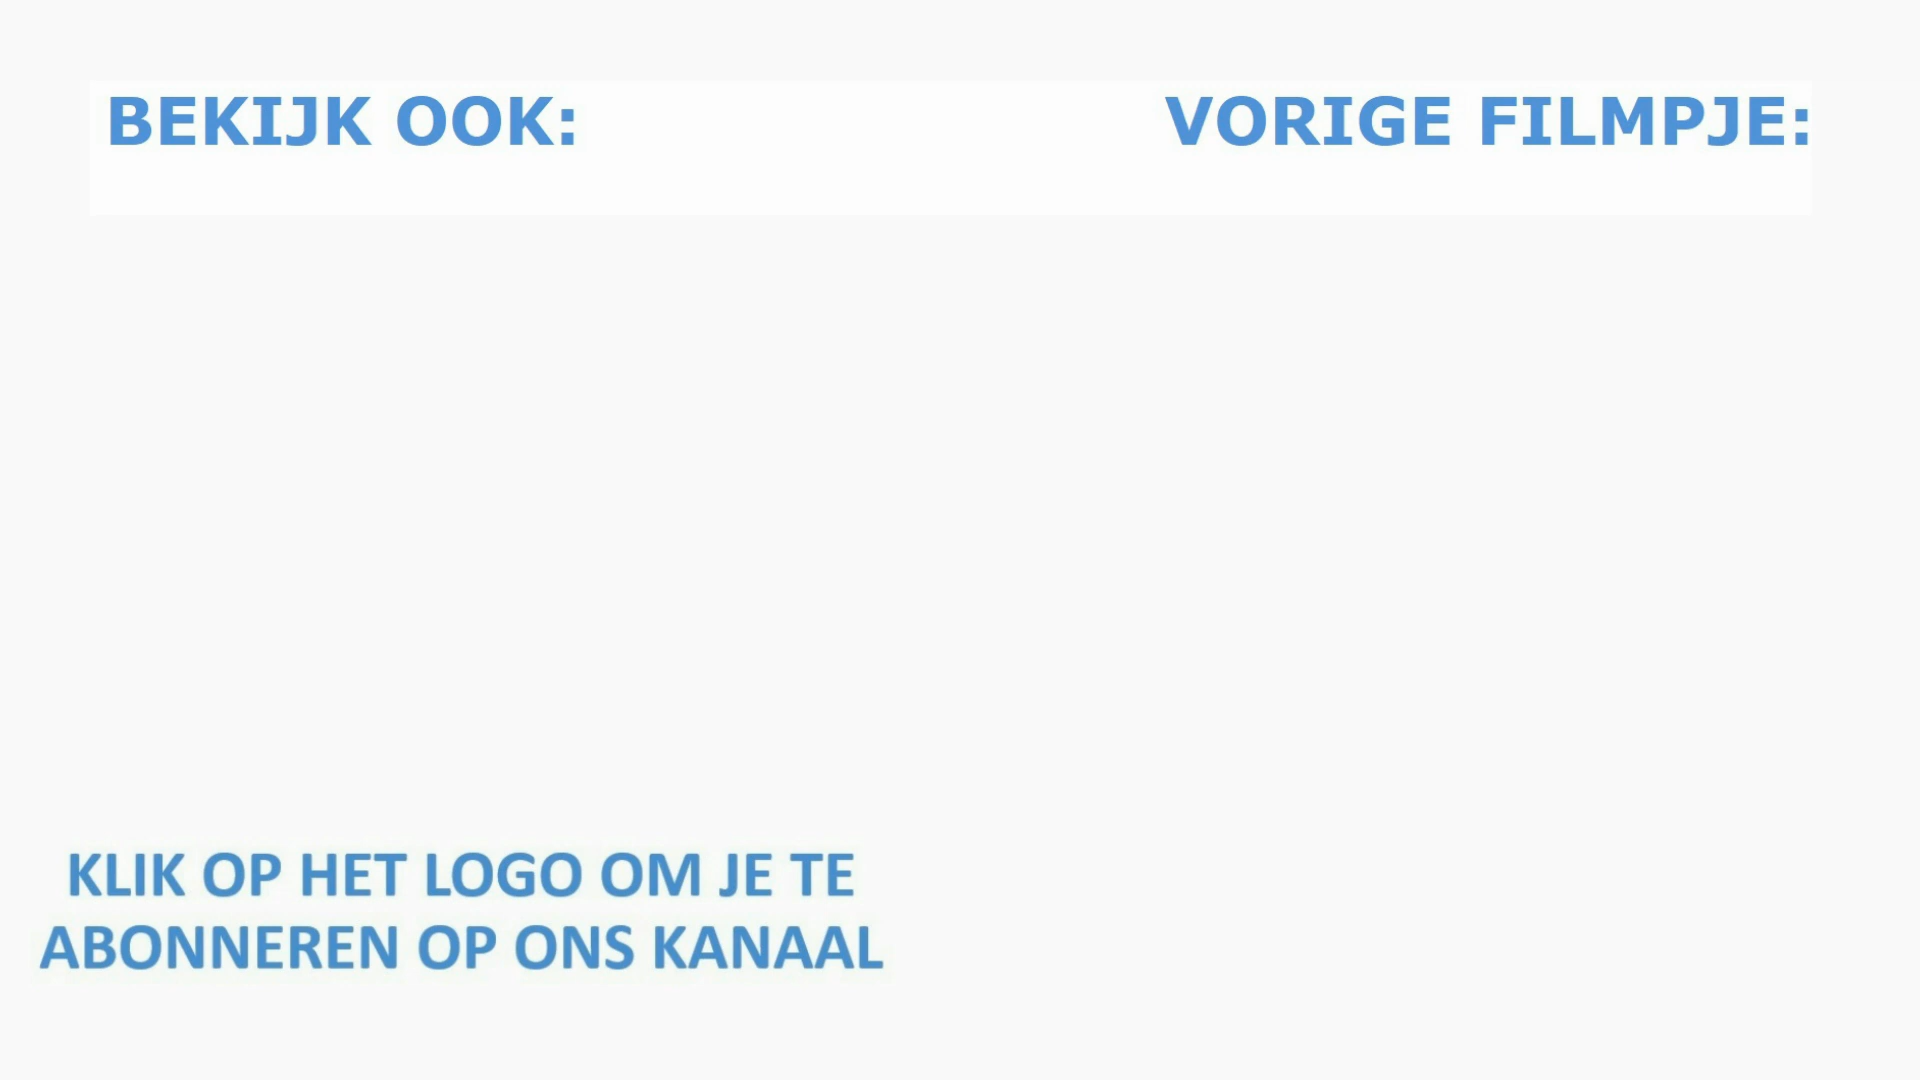 BEKIJK OOK:
VORIGE FILMPJE:
KLIK OP HET LOGO OM JE TE
ABONNEREN OP ONS KANAAL